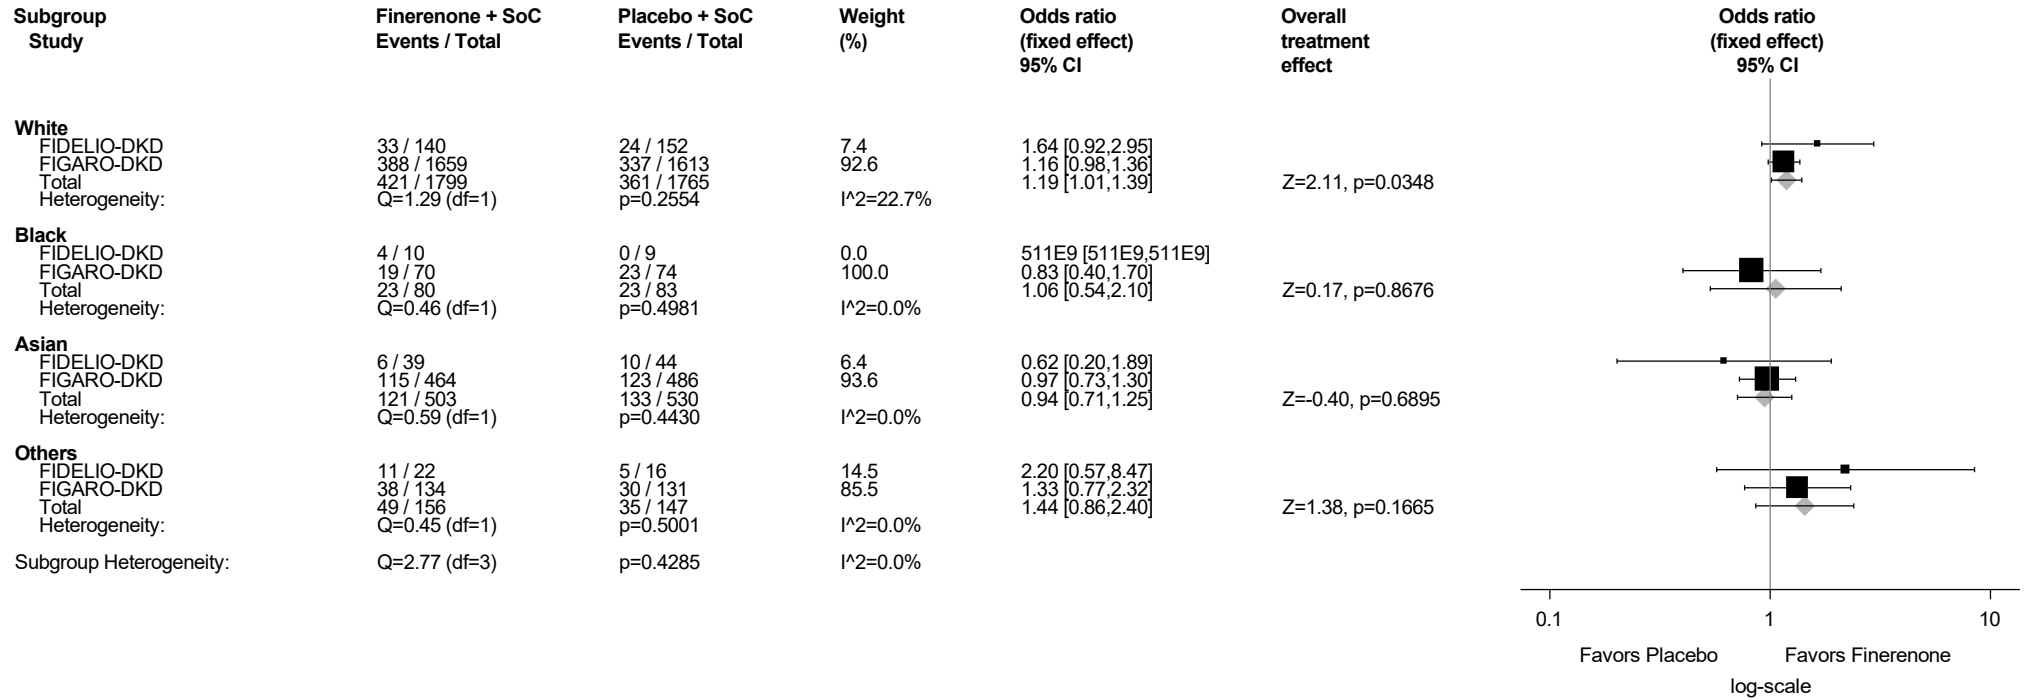 Subgroup Finerenone + SoC Placebo + SoC Weight Odds ratio Overall Odds ratio
Study Events / Total Events / Total (%) (fixed effect) treatment (fixed effect)
95% CI effect 95% CI
White
FIDELIO-DKD 33 / 140 24 / 152 7.4 1.64 [0.92,2.95]
FIGARO-DKD 388 / 1659 337 / 1613 92.6 1.16 [0.98,1.36]
Total 421 / 1799 361 / 1765 1.19 [1.01,1.39] Z=2.11, p=0.0348
Heterogeneity: Q=1.29 (df=1) p=0.2554 I^2=22.7%
Black
FIDELIO-DKD 4 / 10 0 / 9 0.0 511E9 [511E9,511E9]
FIGARO-DKD 19 / 70 23 / 74 100.0 0.83 [0.40,1.70]
Total 23 / 80 23 / 83 1.06 [0.54,2.10] Z=0.17, p=0.8676
Heterogeneity: Q=0.46 (df=1) p=0.4981 I^2=0.0%
Asian
FIDELIO-DKD 6 / 39 10 / 44 6.4 0.62 [0.20,1.89]
FIGARO-DKD 115 / 464 123 / 486 93.6 0.97 [0.73,1.30]
Total 121 / 503 133 / 530 0.94 [0.71,1.25] Z=-0.40, p=0.6895
Heterogeneity: Q=0.59 (df=1) p=0.4430 I^2=0.0%
Others
FIDELIO-DKD 11 / 22 5 / 16 14.5 2.20 [0.57,8.47]
FIGARO-DKD 38 / 134 30 / 131 85.5 1.33 [0.77,2.32]
Total 49 / 156 35 / 147 1.44 [0.86,2.40] Z=1.38, p=0.1665
Heterogeneity: Q=0.45 (df=1) p=0.5001 I^2=0.0%
Subgroup Heterogeneity: Q=2.77 (df=3) p=0.4285 I^2=0.0%
0.1 1 10
Favors Placebo Favors Finerenone
log-scale